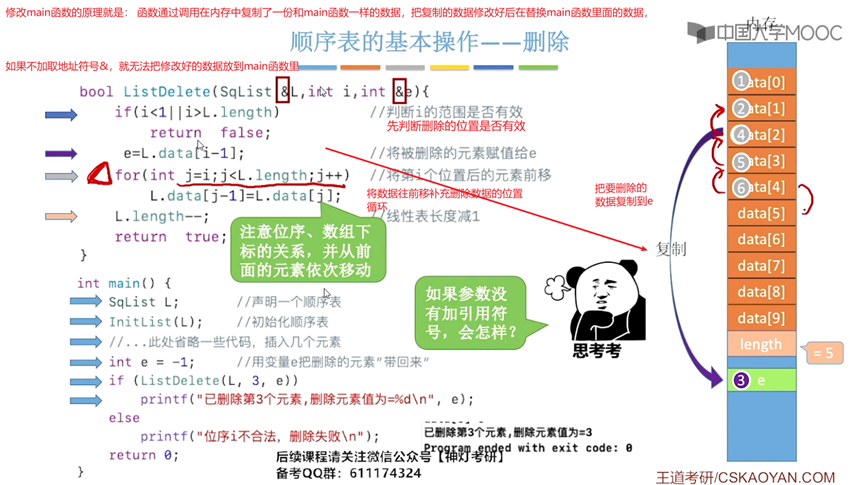 修改main函数的原理就是： 函数通过调用在内存中复制了一份和main函数一样的数据，把复制的数据修改好后在替换main函数里面的数据，
内存
中国大学MOOC
顺序表的基本操作——删除
如果不加取地址符号&，就无法把修改好的数据放到main函数里
bool ListDelete(SqList &L,int i,int &e){
if(i<1||i>L.length) //判断i的范围是否有效
先判断删除的位置是否有效
return false;
e=L.data[i-1]; //将被删除的元素赋值给e
for(int j=i;j<L.length;j++) //将第i个位置后的元素前移
L.data[j-1]=L.data[j];
将数据往前移补充删除数据的位置
循环
L.length--; //线性表长度减1
return true;
}
注意位序、数组下
标的关系，并从前
面的元素依次移动
把要删除的
数据复制到e
复制
int main() {
SqList L; //声明一个顺序表
InitList(L); //初始化顺序表
//...此处省略一些代码，插入几个元素
int e = -1; //用变量e把删除的元素"带回来"
if (ListDelete(L, 3, e))
printf("已删除第3个元素,删除元素值为=%d\n", e);
else
printf("位序i不合法，删除失败\n");
return 0;
}
如果参数没
有加引用符
号，会怎样？
思考考
已删除第3个元素,删除元素值为=3
Program ended with exit code: 0
后续课程请关注微信公众号【神灯考研】
备考QQ群：611174324
1 ata[0]
2 ata[1]
4 ata[2]
5 ata[3]
6 ata[4]
data[5]
data[6]
data[7]
data[8]
data[9]
length
= 5
3 e
王道考研/CSKAOYAN.COM